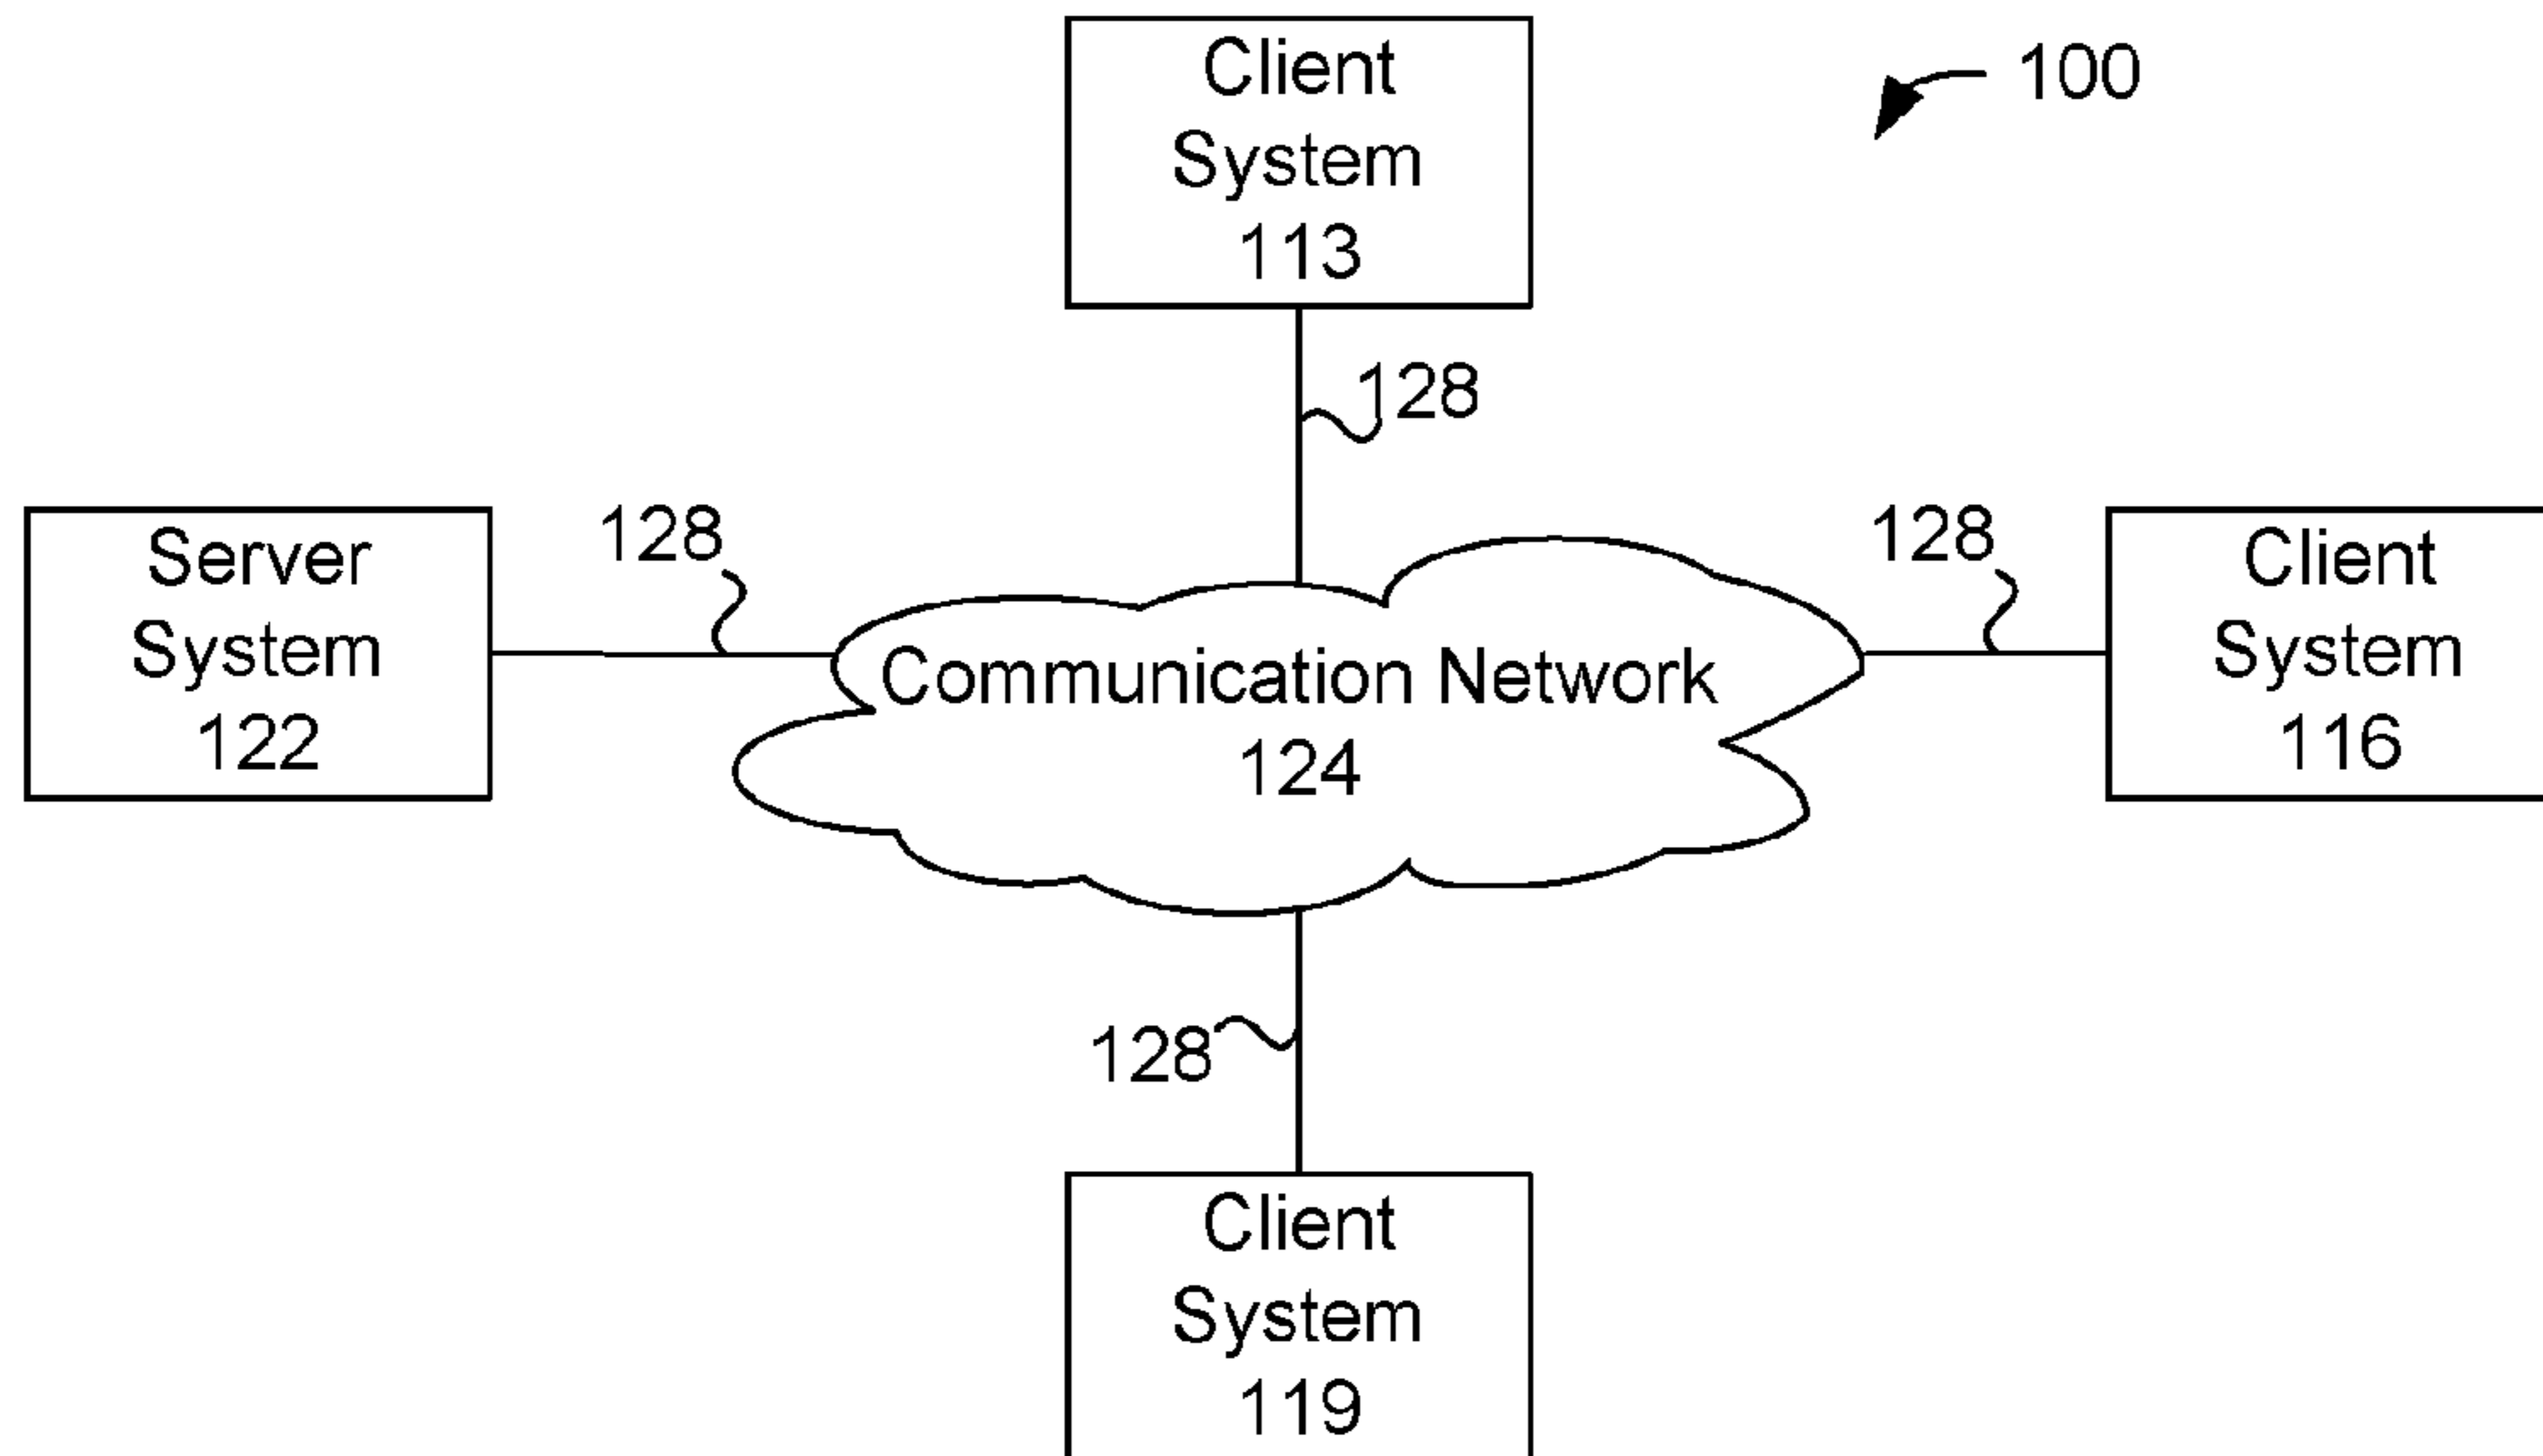 Client
System
113
100
128
Server
System
122
128
Communication Network
124
128
Client
System
116
128
Client
System
119